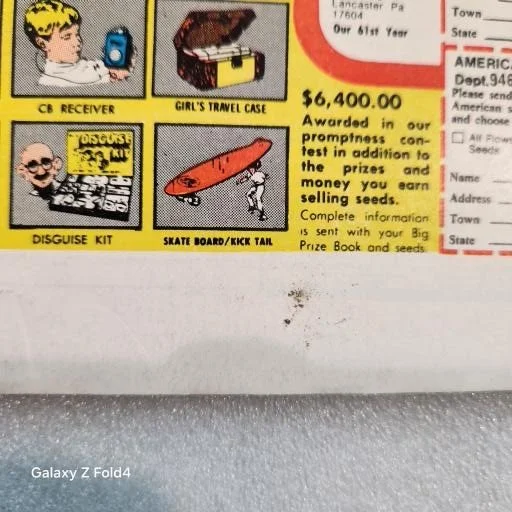 Lancaster Pa
17604
Our 61st Year
Town
State
CB RECEIVER
GIRL'S TRAVEL CASE
DISGUISE KIT
DISGUISE KIT
SKATE BOARD/KICK TAIL
$6,400.00
Awarded in our
promptness con-
test in addition to
the prizes and
money you earn
selling seeds.
Complete information
is sent with your Big
Prize Book and seeds.
AMERIC
Dept.946
Please send
American s
and choose
All Flow
Seeds
Name
Address
Town
State
Galaxy Z Fold4